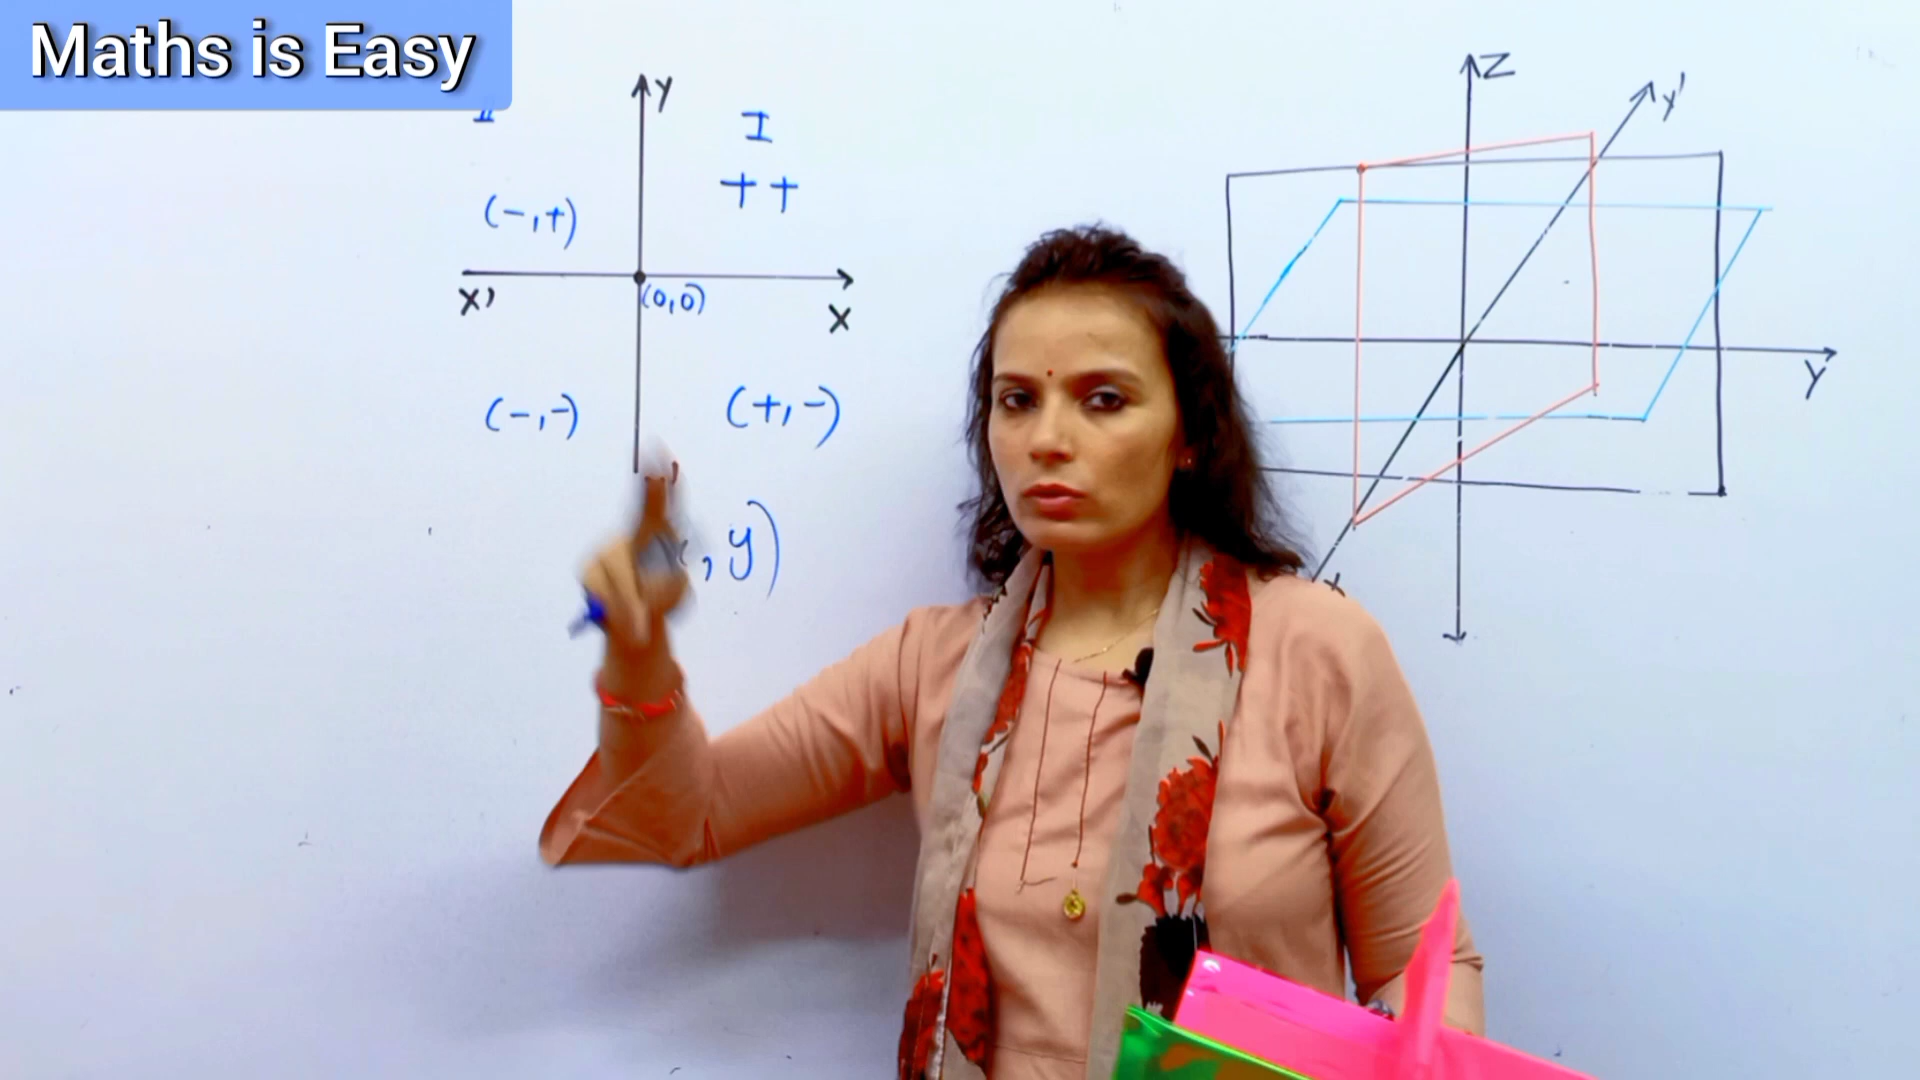 Maths is Easy
II
Y
I
++
(-,+)
X'
(0,0)
X
(-,-)
(+,-)
, y)
Z
y'
Y
x